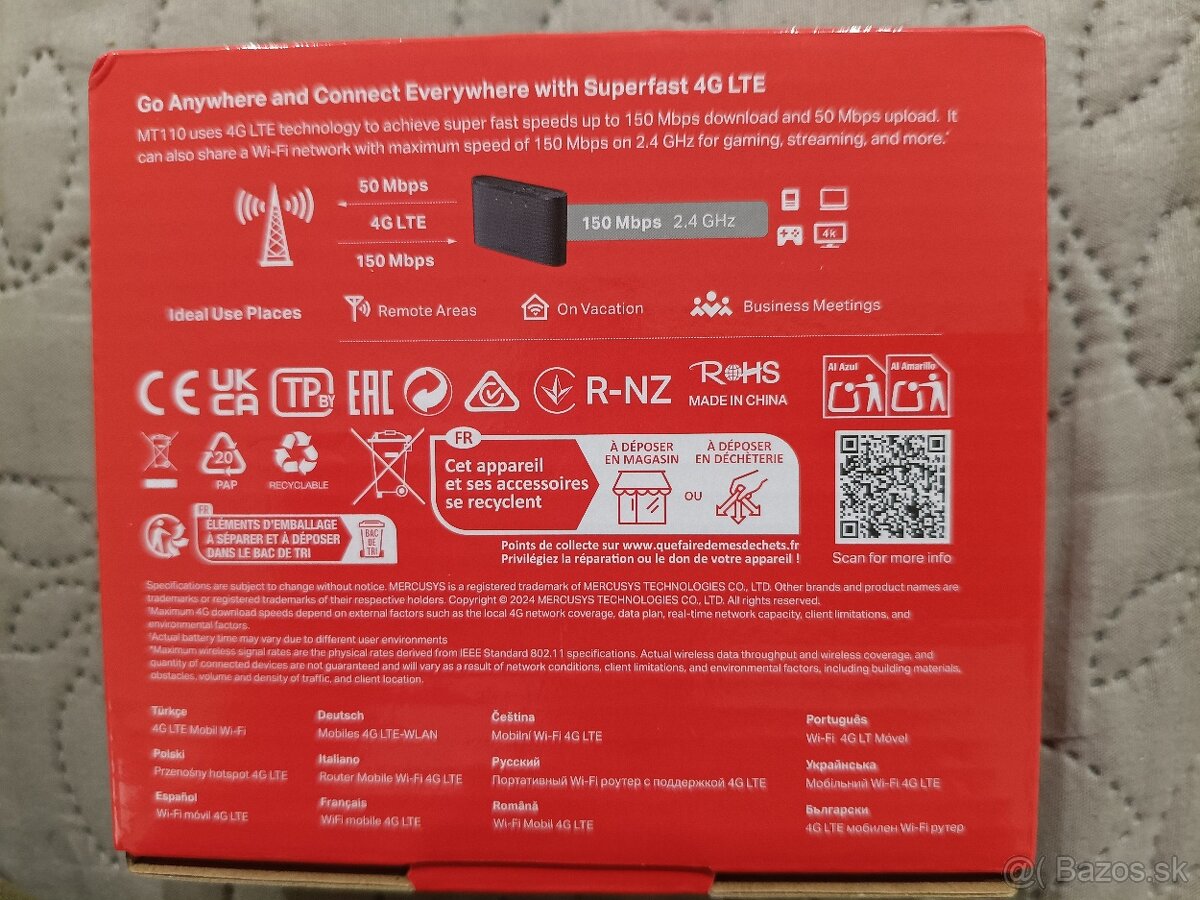 Go Anywhere and Connect Everywhere with Superfast 4G LTE
MT110 uses 4G LTE technology to achieve super fast speeds up to 150 Mbps download and 50 Mbps upload. It
can also share a Wi-Fi network with maximum speed of 150 Mbps on 2.4 GHz for gaming, streaming, and more.*
50 Mbps
4G LTE
150 Mbps
150 Mbps 2.4 GHz
4k
Ideal Use Places
Remote Areas
On Vacation
Business Meetings
CE
UK
CA
TP
BY
EAC
R-NZ
RoHS
MADE IN CHINA
Al Azul
Al Amarillo
20
PAP
RECYCLABLE
FR
Cet appareil
et ses accessoires
se recyclent
À DÉPOSER
EN MAGASIN
OU
À DÉPOSER
EN DÉCHÈTERIE
FR
ÉLÉMENTS D'EMBALLAGE
À SÉPARER ET À DÉPOSER
DANS LE BAC DE TRI
BAC
DE
TRI
Points de collecte sur www.quefairedemesdechets.fr
Privilégiez la réparation ou le don de votre appareil !
Scan for more info
Specifications are subject to change without notice. MERCUSYS is a registered trademark of MERCUSYS TECHNOLOGIES CO., LTD. Other brands and product names are
trademarks or registered trademarks of their respective holders. Copyright © 2024 MERCUSYS TECHNOLOGIES CO., LTD. All rights reserved.
*Maximum 4G download speeds depend on external factors such as the local 4G network coverage, data plan, real-time network capacity, client limitations, and
environmental factors.
*Actual battery time may vary due to different user environments
*Maximum wireless signal rates are the physical rates derived from IEEE Standard 802.11 specifications. Actual wireless data throughput and wireless coverage, and
quantity of connected devices are not guaranteed and will vary as a result of network conditions, client limitations, and environmental factors, including building materials,
obstacles, volume and density of traffic, and client location.
Türkçe
4G LTE Mobil Wi-Fi
Deutsch
Mobiles 4G LTE-WLAN
Čeština
Mobilní Wi-Fi 4G LTE
Português
Wi-Fi 4G LT Móvel
Polski
Przenośny hotspot 4G LTE
Italiano
Router Mobile Wi-Fi 4G LTE
Русский
Портативный Wi-Fi роутер с поддержкой 4G LTE
Українська
Мобільний Wi-Fi 4G LTE
Español
Wi-Fi móvil 4G LTE
Français
WiFi mobile 4G LTE
Română
Wi-Fi Mobil 4G LTE
Български
4G LTE мобилен Wi-Fi рутер
@( Bazos.sk